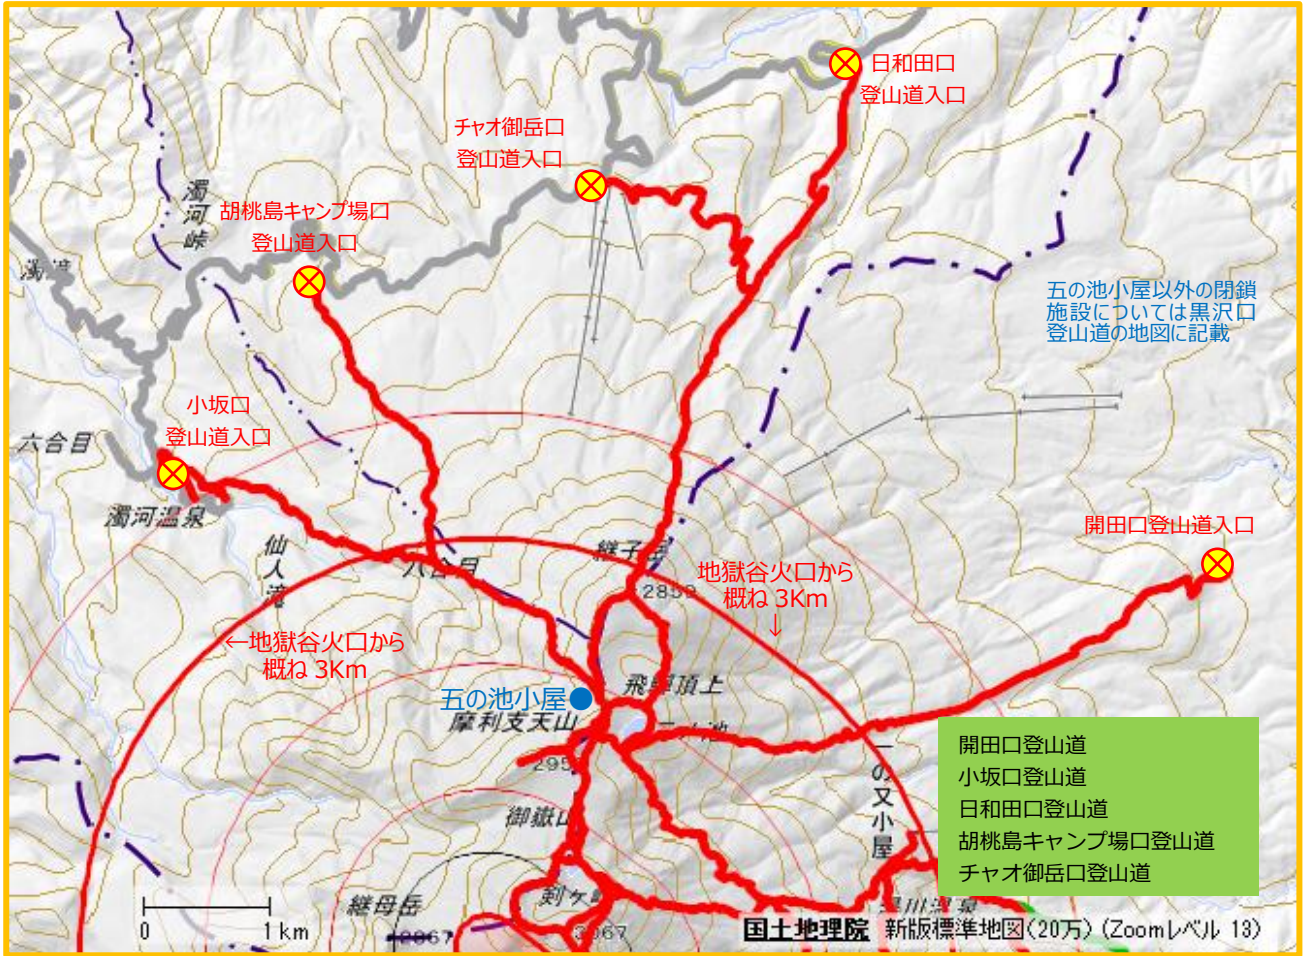 日和田口
登山道入口
チャオ御岳口
登山道入口
濁河峠
胡桃島キャンプ場口
登山道入口
五の池小屋以外の閉鎖
施設については黒沢口
登山道の地図に記載
小坂口
登山道入口
六合目
濁河温泉
開田口登山道入口
仙人滝
八合目
継子岳
地獄谷火口から
概ね 3Km
↓
2859
←地獄谷火口から
概ね 3Km
五の池小屋
飛騨頂上
摩利支天山
295
御嶽山
一の又小屋
開田口登山道
小坂口登山道
日和田口登山道
胡桃島キャンプ場口登山道
チャオ御岳口登山道
継母岳
剣ヶ峰
2867
0 1km
国土地理院 新版標準地図(20万) (Zoomレベル 13)